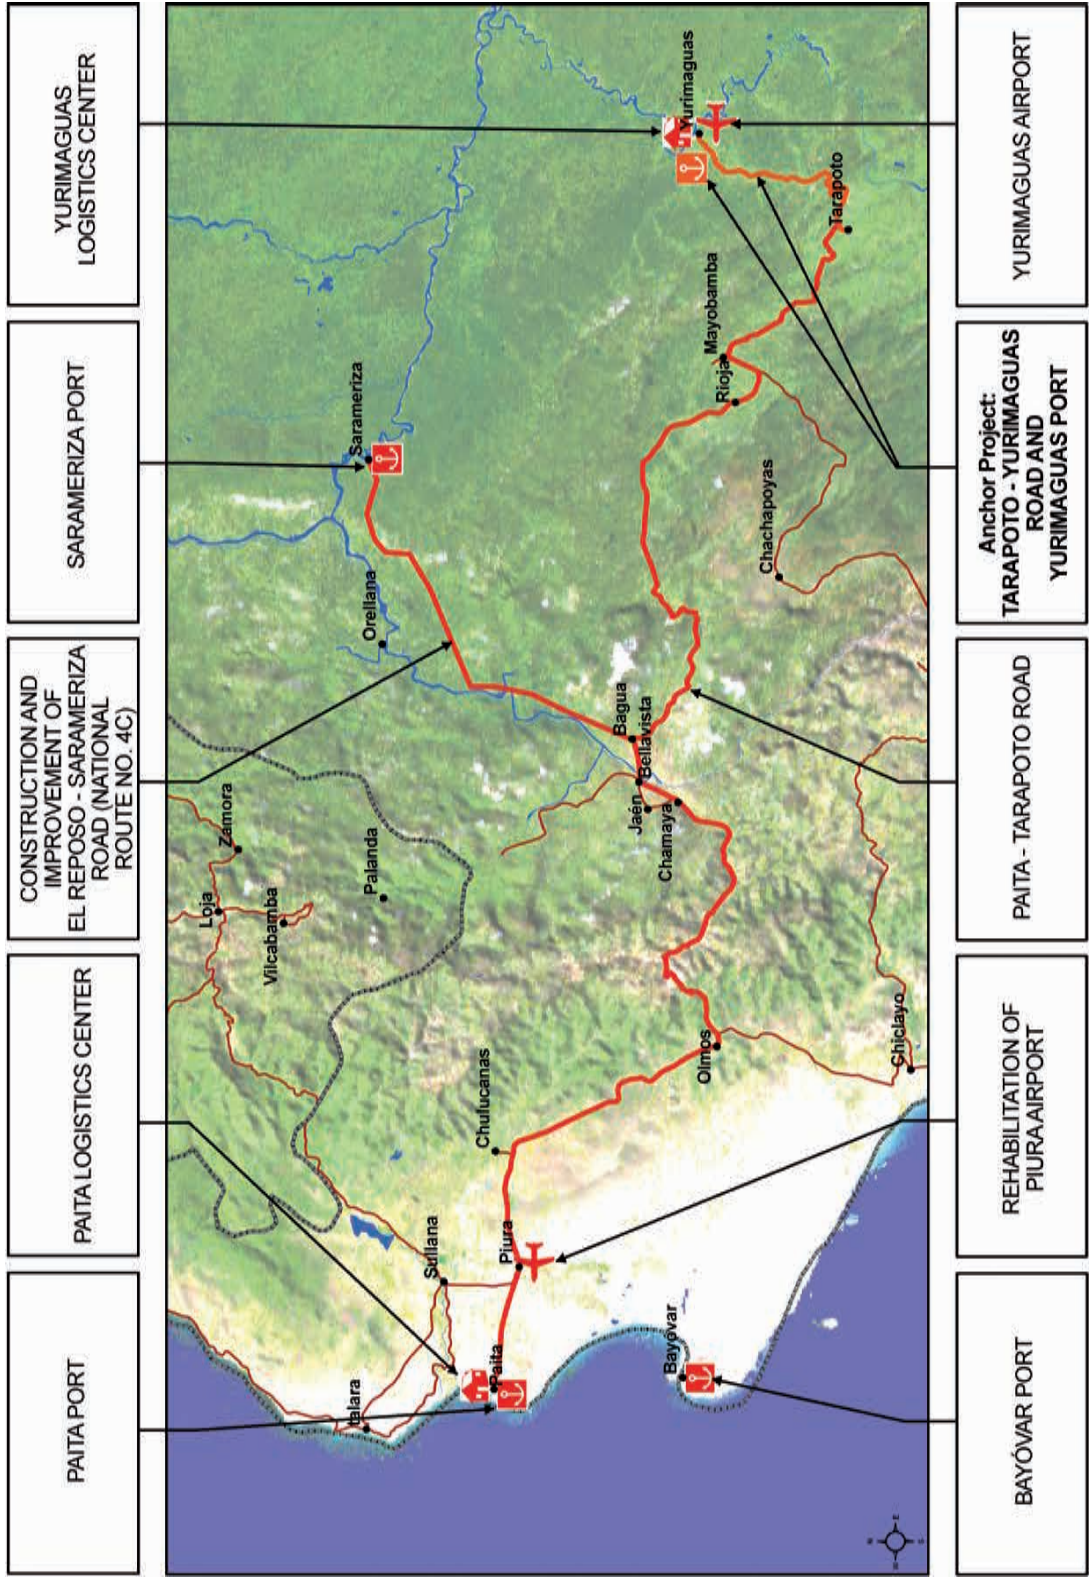 PAITA PORT
PAITA LOGISTICS CENTER
CONSTRUCTION AND
IMPROVEMENT OF
EL REPOSO - SARAMERIZA
ROAD (NATIONAL
ROUTE NO. 4C)
SARAMERIZA PORT
YURIMAGUAS
LOGISTICS CENTER
Loja
Zamora
Vilcabamba
Palanda
Orellana
Sarameriza
talara
Sullana
Chulucanas
Paita
Piura
Bagua
Bellavista
Jaén
Chamaya
Yurimaguas
Bayóvar
Olmos
Rioja
Mayobamba
Chachapoyas
Tarapoto
Chiclayo
N
E
S
BAYÓVAR PORT
REHABILITATION OF
PIURA AIRPORT
PAITA - TARAPOTO ROAD
Anchor Project:
TARAPOTO - YURIMAGUAS
ROAD AND
YURIMAGUAS PORT
YURIMAGUAS AIRPORT